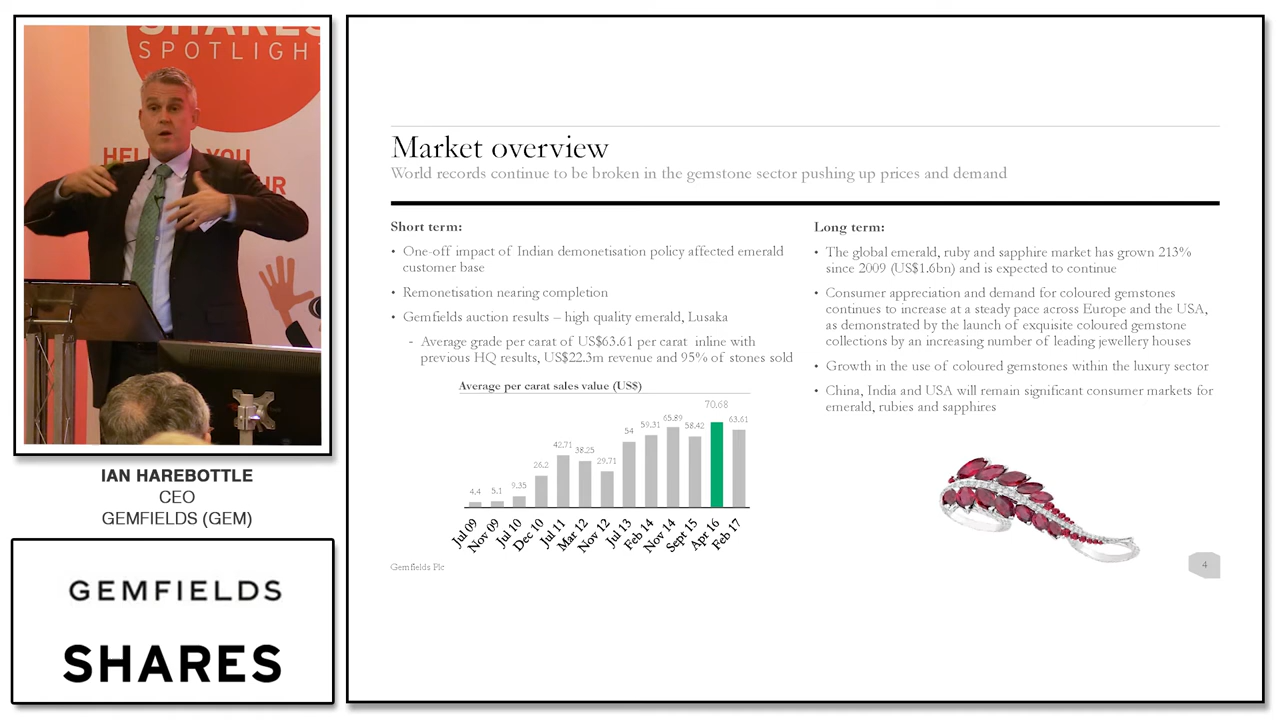 SHARES
SPOTLIGHT
YOU
IAN HAREBOTTLE
CEO
GEMFIELDS (GEM)
GEMFIELDS
SHARES
Market overview
World records continue to be broken in the gemstone sector pushing up prices and demand
Short term:
• One-off impact of Indian demonetisation policy affected emerald
customer base
• Remonetisation nearing completion
• Gemfields auction results – high quality emerald, Lusaka
- Average grade per carat of US$63.61 per carat inline with
previous HQ results, US$22.3m revenue and 95% of stones sold
Average per carat sales value (US$)
4.4 5.1 9.35 26.2 42.71 38.25 29.71 54 59.31 65.89 58.42 70.68 63.61
Jul 09 Nov 09 Jul 10 Dec 10 Jul 11 Mar 12 Nov 12 Jul 13 Feb 14 Nov 14 Sept 15 Apr 16 Feb 17
Gemfields Plc
Long term:
• The global emerald, ruby and sapphire market has grown 213%
since 2009 (US$1.6bn) and is expected to continue
• Consumer appreciation and demand for coloured gemstones
continues to increase at a steady pace across Europe and the USA,
as demonstrated by the launch of exquisite coloured gemstone
collections by an increasing number of leading jewellery houses
• Growth in the use of coloured gemstones within the luxury sector
• China, India and USA will remain significant consumer markets for
emerald, rubies and sapphires
4